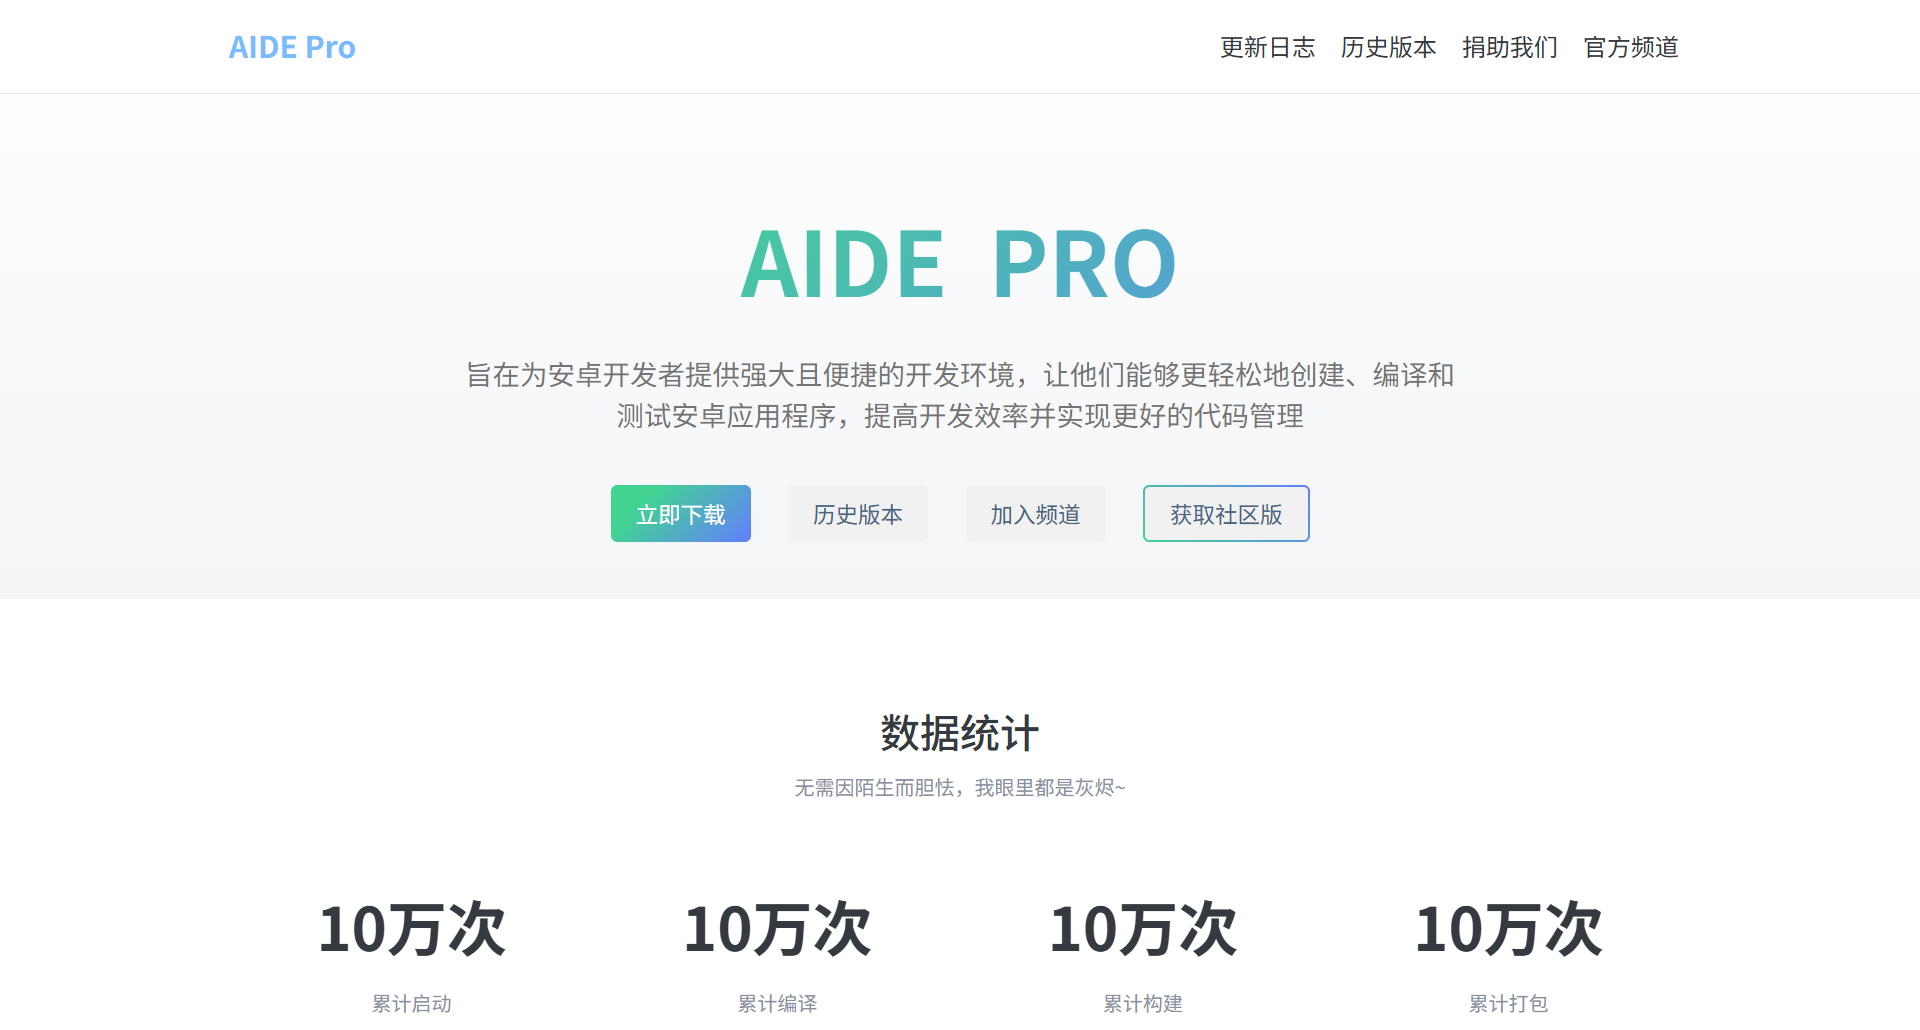 AIDE Pro
更新日志 历史版本 捐助我们 官方频道
AIDE PRO
旨在为安卓开发者提供强大且便捷的开发环境，让他们能够更轻松地创建、编译和
测试安卓应用程序，提高开发效率并实现更好的代码管理
立即下载 历史版本 加入频道 获取社区版
数据统计
无需因陌生而胆怯，我眼里都是灰烬~
10万次 10万次 10万次 10万次
累计启动 累计编译 累计构建 累计打包